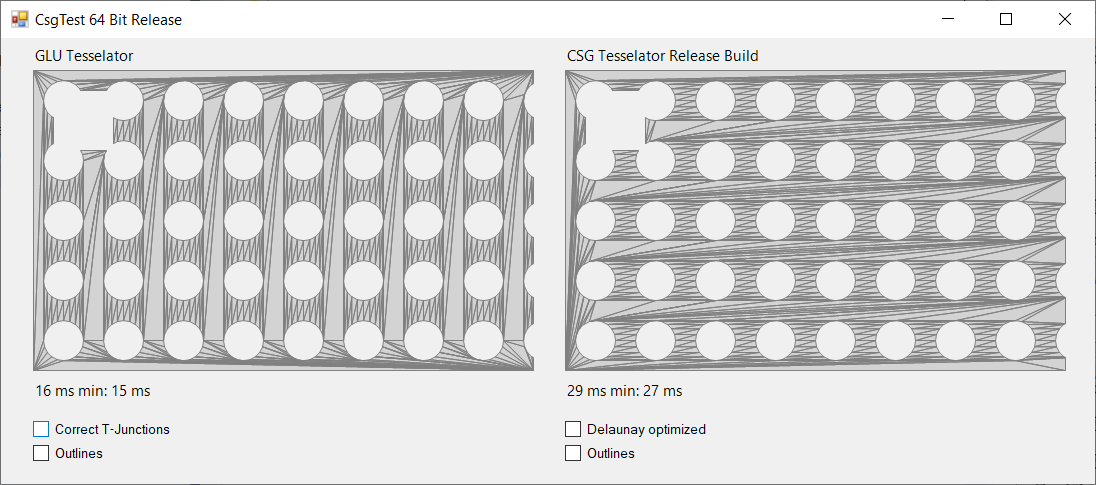 CsgTest 64 Bit Release
GLU Tesselator
CSG Tesselator Release Build
16 ms min: 15 ms
29 ms min: 27 ms
Correct T-Junctions
Delaunay optimized
Outlines
Outlines